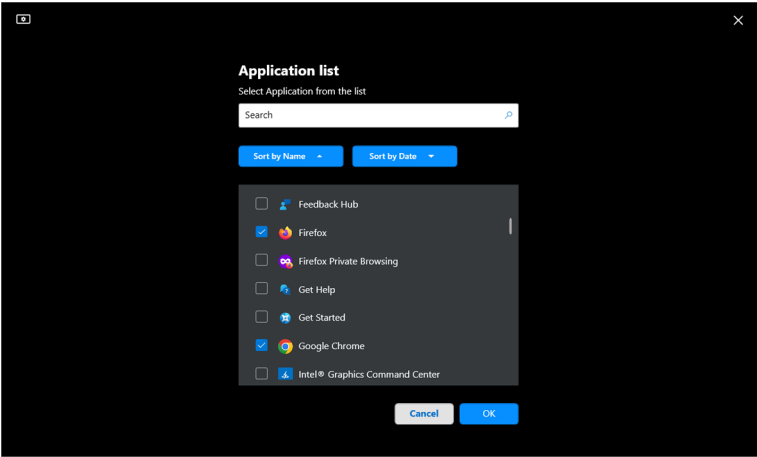 Application list
Select Application from the list
Search
Sort by Name
Sort by Date
Feedback Hub
Firefox
Firefox Private Browsing
Get Help
Get Started
Google Chrome
Intel® Graphics Command Center
Cancel
OK